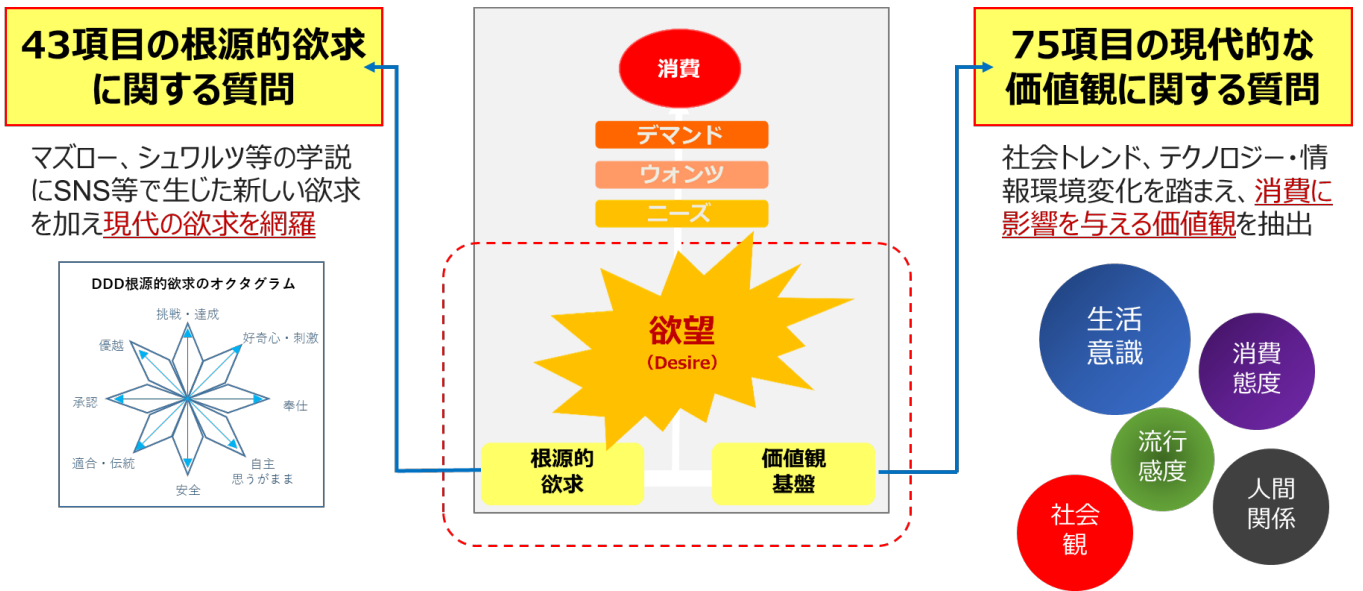 43項目の根源的欲求
に関する質問
マズロー、シュワルツ等の学説
にSNS等で生じた新しい欲求
を加え現代の欲求を網羅
DDD根源的欲求のオクタグラム
挑戦・達成
優越
好奇心・刺激
承認
奉仕
適合・伝統
自主
思うがまま
安全
消費
デマンド
ウォンツ
ニーズ
欲望
（Desire）
根源的
欲求
価値観
基盤
75項目の現代的な
価値観に関する質問
社会トレンド、テクノロジー・情
報環境変化を踏まえ、消費に
影響を与える価値観を抽出
生活
意識
消費
態度
流行
感度
人間
関係
社会
観